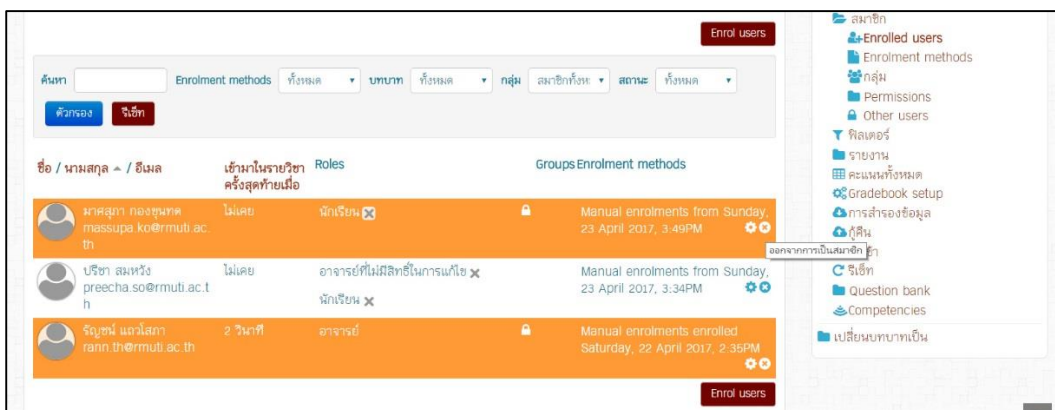 Enrol users
ค้นหา Enrolment methods ทั้งหมด บทบาท ทั้งหมด กลุ่ม สมาชิกทั้งห สถานะ ทั้งหมด
ตัวกรอง รีเซ็ท
ชื่อ / นามสกุล / อีเมล เข้ามาในรายวิชา Roles Groups Enrolment methods
ครั้งสุดท้ายเมื่อ
มาศสุภา กองขุนทด ไม่เคย นักเรียน Manual enrolments from Sunday,
massupa.ko@rmuti.ac. 23 April 2017, 3:49PM
th
ออกจากการเป็นสมาชิก
ปรีชา สมหวัง ไม่เคย อาจารย์ที่ไม่มีสิทธิ์ในการแก้ไข Manual enrolments from Sunday,
preecha.so@rmuti.ac.t 23 April 2017, 3:34PM
h นักเรียน
รัญชน์ แถวโสภา 2 วินาที อาจารย์ Manual enrolments enrolled
rann.th@rmuti.ac.th Saturday, 22 April 2017, 2:35PM
Enrol users
สมาชิก
Enrolled users
Enrolment methods
กลุ่ม
Permissions
Other users
ฟิลเตอร์
รายงาน
คะแนนทั้งหมด
Gradebook setup
การสำรองข้อมูล
กู้คืน
รีเซ็ท
Question bank
Competencies
เปลี่ยนบทบาทเป็น